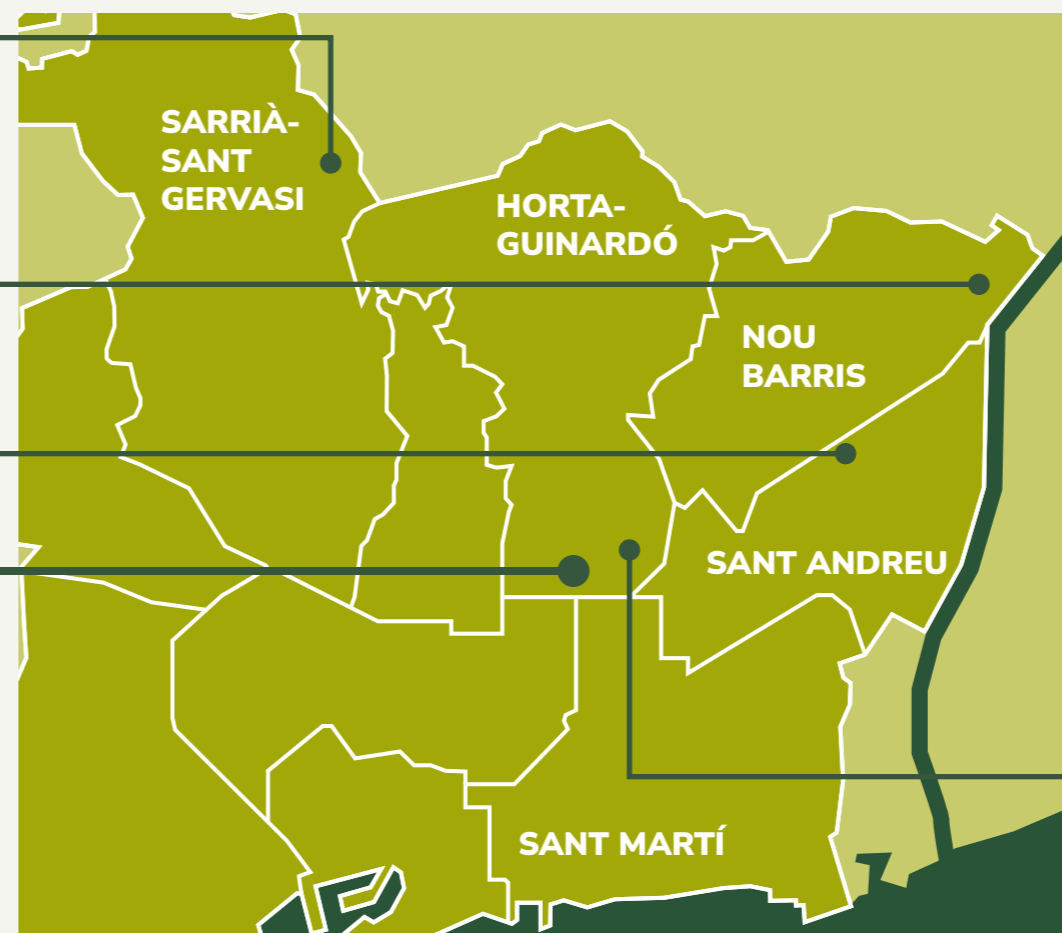 SARRIÀ-
SANT
GERVASI
HORTA-
GUINARDÓ
NOU
BARRIS
SANT ANDREU
SANT MARTÍ